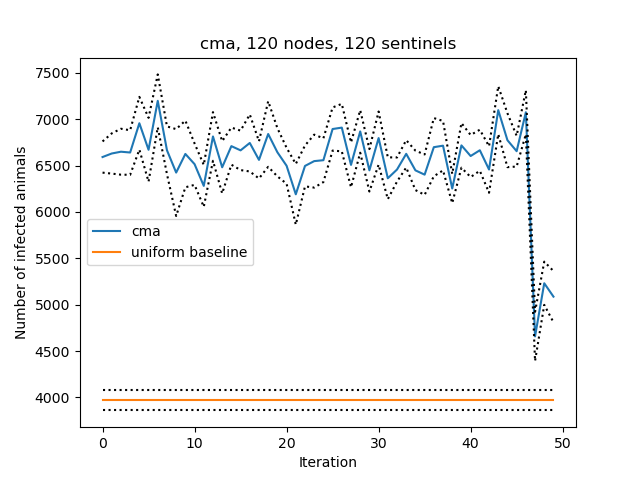 cma, 120 nodes, 120 sentinels
Number of infected animals
7500
7000
6500
6000
5500
5000
4500
4000
cma
uniform baseline
0
10
20
30
40
50
Iteration